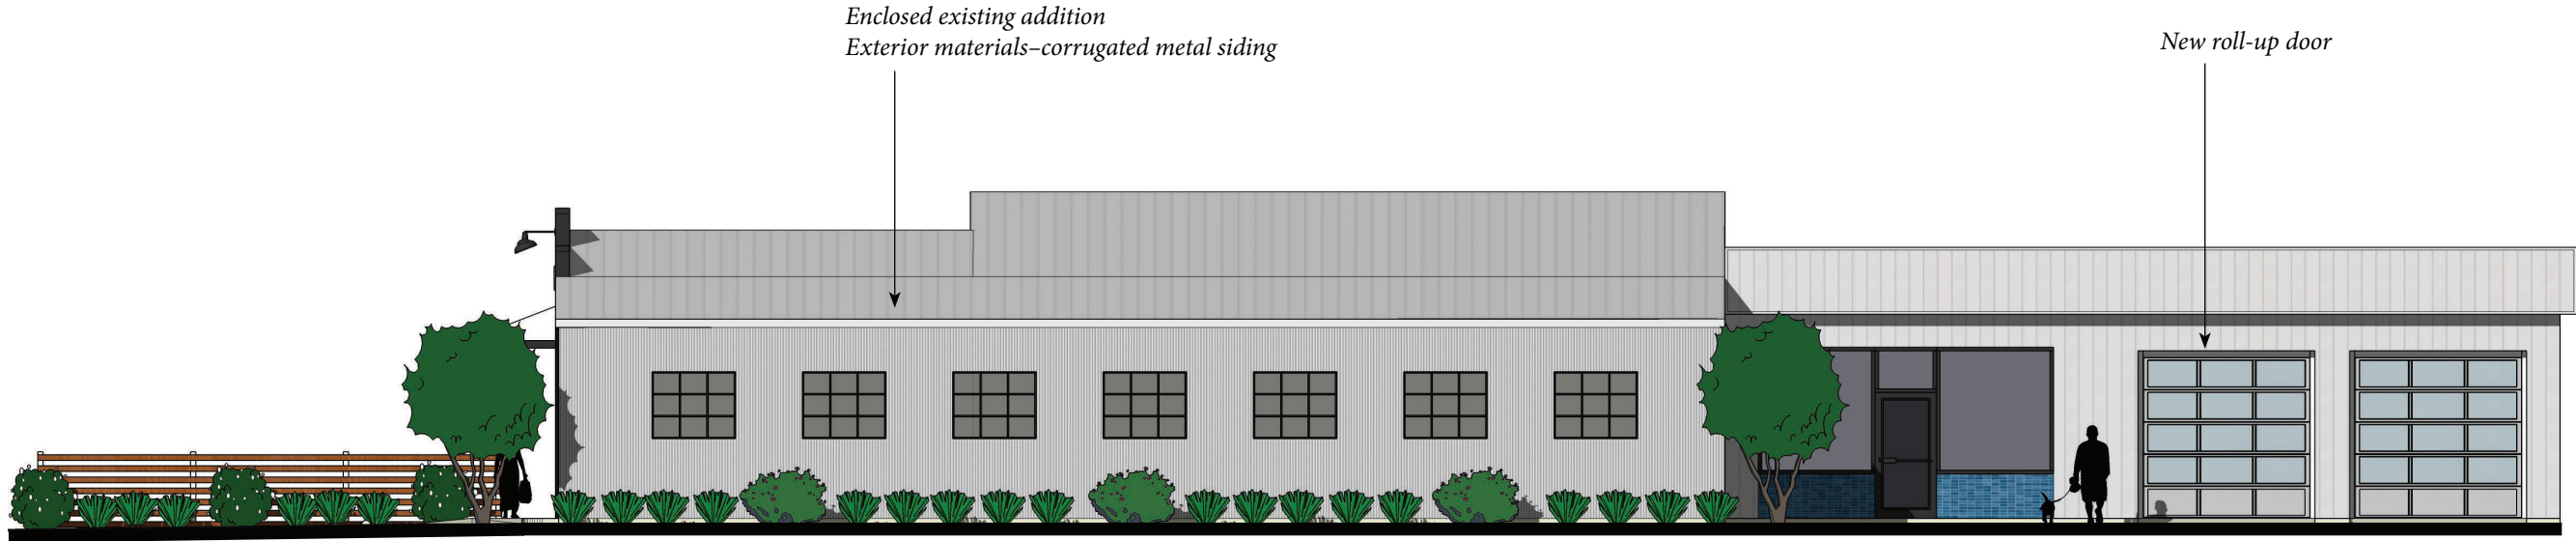 Enclosed existing addition
Exterior materials–corrugated metal siding
New roll-up door